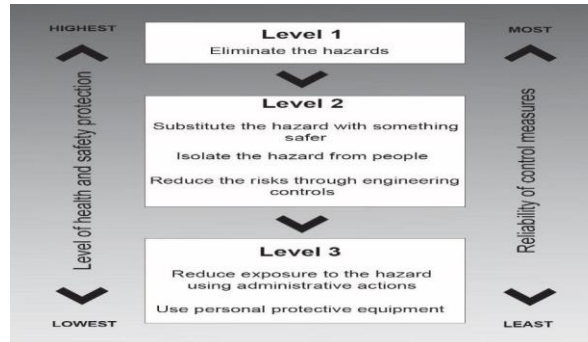 HIGHEST
Level 1
Eliminate the hazards
MOST
Level of health and safety protection
Level 2
Substitute the hazard with something
safer
Isolate the hazard from people
Reduce the risks through engineering
controls
Reliability of control measures
Level 3
Reduce exposure to the hazard
using administrative actions
Use personal protective equipment
LOWEST
LEAST